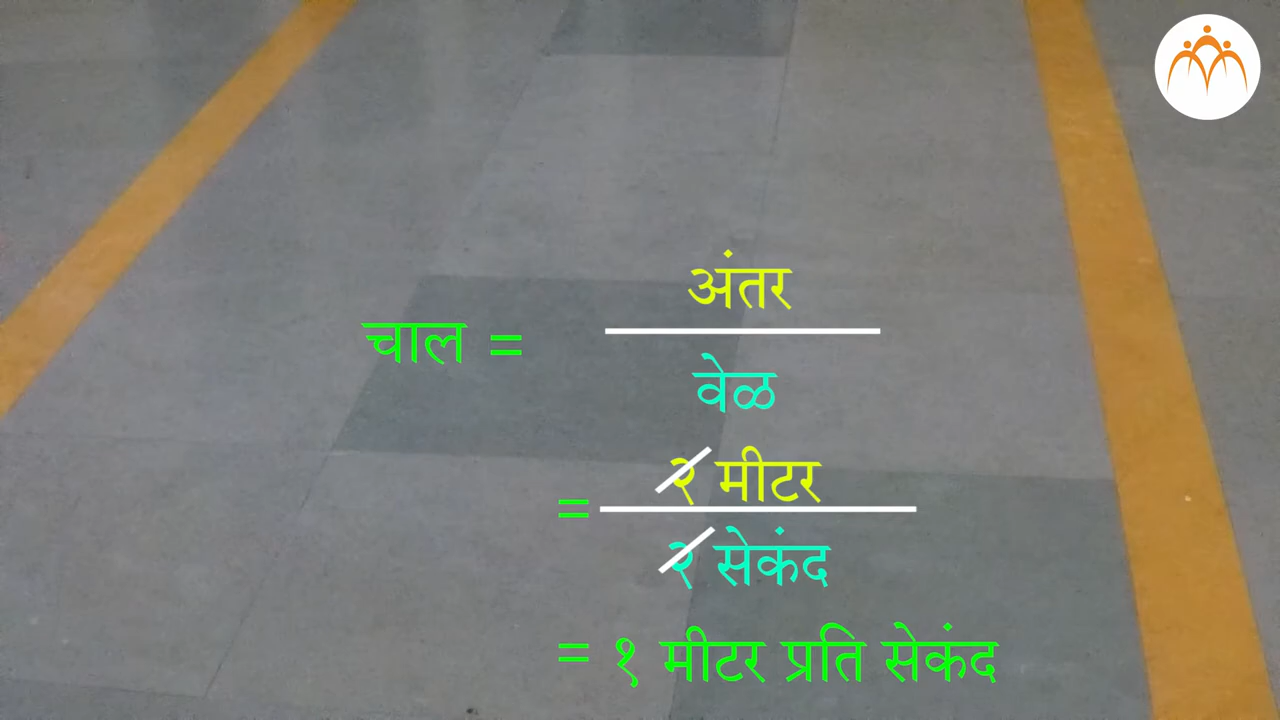 चाल = अंतर
वेळ
= २ मीटर
२ सेकंद
= १ मीटर प्रति सेकंद